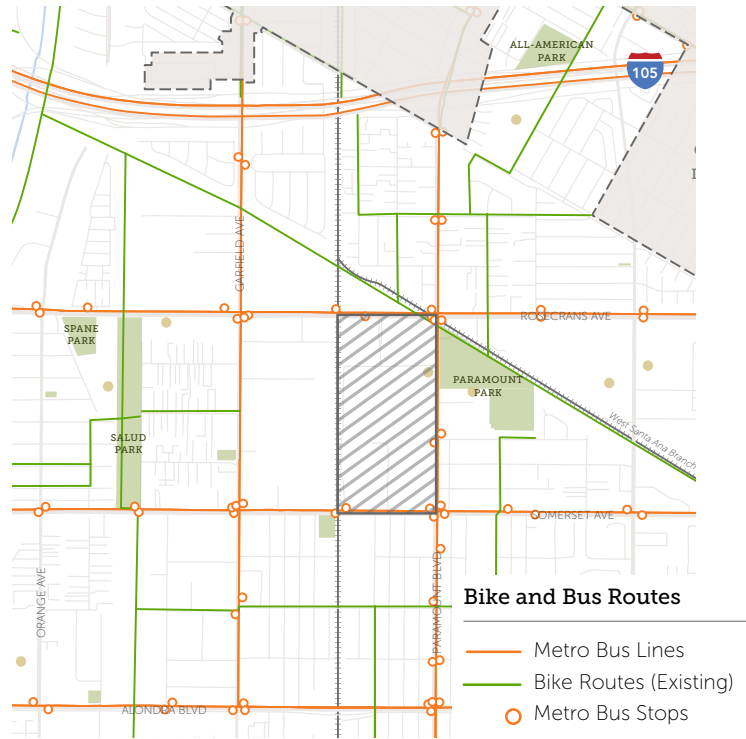 ALL-AMERICAN
PARK
105
GARFIELD AVE
ROSECRANS AVE
SPANE
PARK
PARAMOUNT
PARK
West Santa Ana Branch
SALUD
PARK
SOMERSET AVE
ORANGE AVE
PARAMOUNT BLVD
ALONDRA BLVD
Bike and Bus Routes
Metro Bus Lines
Bike Routes (Existing)
Metro Bus Stops